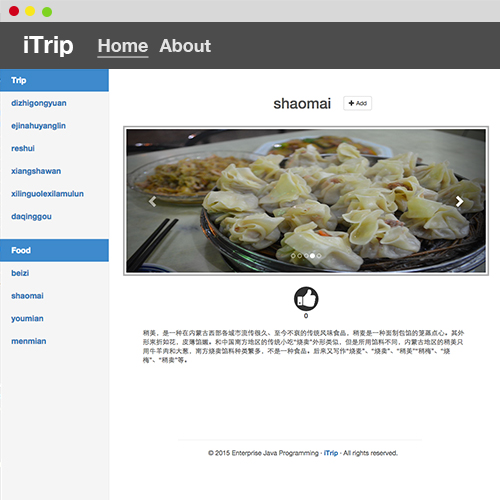 iTrip Home About
Trip
dizhigongyuan
ejinahuyanglin
reshui
xiangshawan
xilinguolexilamulun
daqinggou
Food
beizi
shaomai
youmian
menmian
shaomai
Add
0
稍美，是一种在内蒙古西部各城市流传很久、至今不衰的传统风味食品，稍麦是一种面制包馅的笼蒸点心。其外
形来折如花，皮薄馅嫩。和中国南方地区的传统小吃“烧卖”外形类似，但是所用馅料不同，内蒙古地区的稍美只
用牛羊肉和大葱，南方烧卖馅料种类繁多，不是一种食品。后来又写作“烧麦”、“烧卖”、“稍美”“稍梅”、“烧
梅”、“稍卖”等。
© 2015 Enterprise Java Programming · iTrip · All rights reserved.